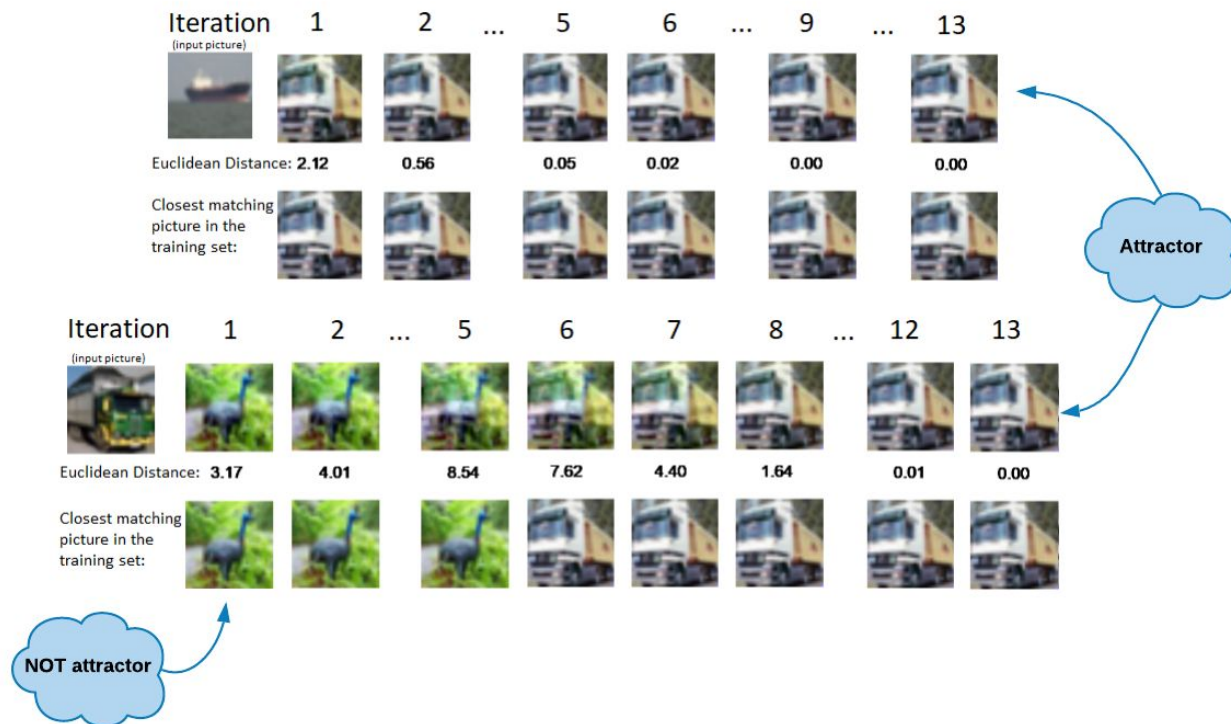 Iteration 1 2 ... 5 6 ... 9 ... 13
(input picture)
Euclidean Distance: 2.12 0.56 0.05 0.02 0.00 0.00
Closest matching
picture in the
training set:
Attractor
Iteration 1 2 ... 5 6 7 8 ... 12 13
(input picture)
Euclidean Distance: 3.17 4.01 8.54 7.62 4.40 1.64 0.01 0.00
Closest matching
picture in the
training set:
NOT attractor